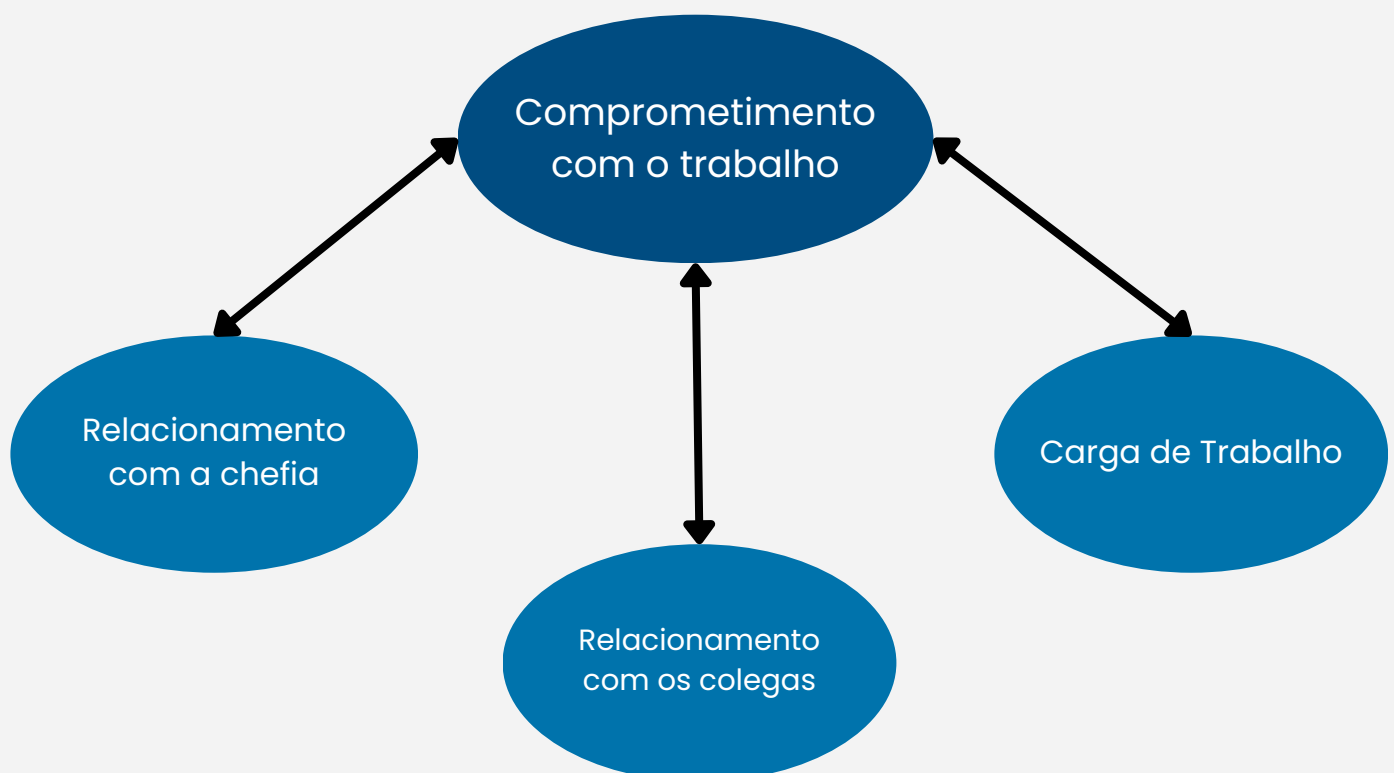 Comprometimento
com o trabalho
Relacionamento
com a chefia
Carga de Trabalho
Relacionamento
com os colegas